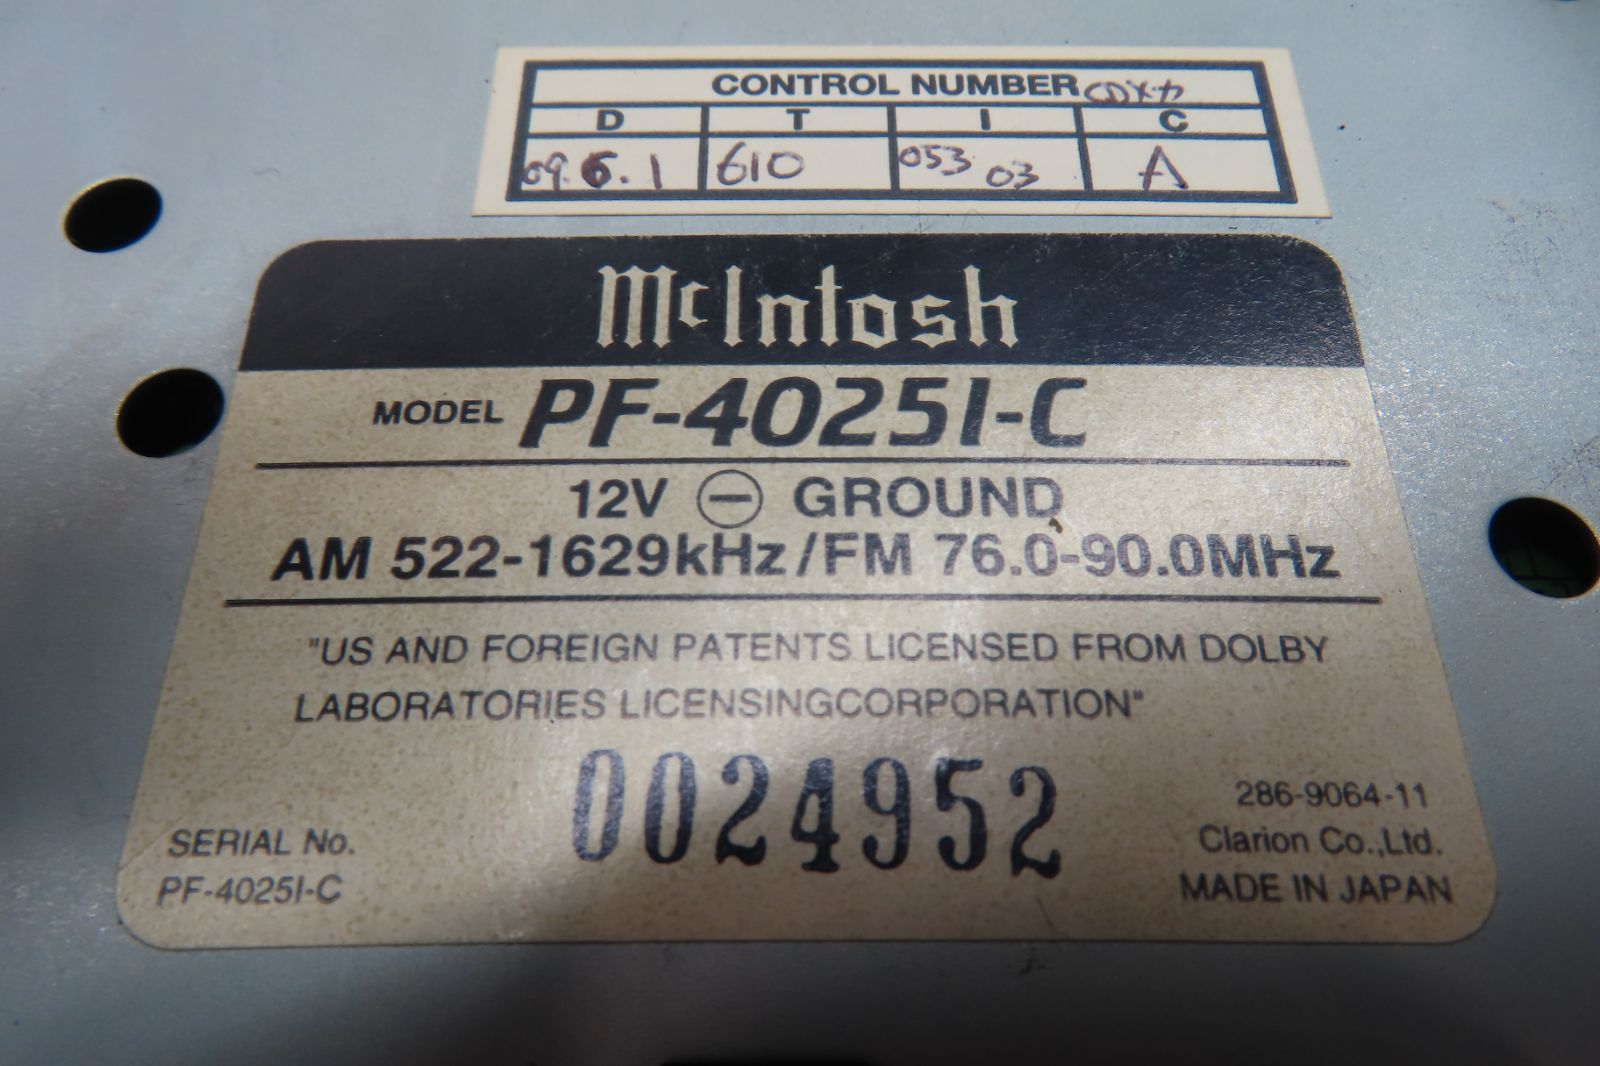 CONTROL NUMBER
D T I C
09.6.1 610 053 03 A
McIntosh
MODEL PF-4025I-C
12V ⊖ GROUND
AM 522-1629kHz/FM 76.0-90.0MHz
"US AND FOREIGN PATENTS LICENSED FROM DOLBY
LABORATORIES LICENSINGCORPORATION"
0024952
286-9064-11
SERIAL No. Clarion Co.,Ltd.
PF-4025I-C MADE IN JAPAN